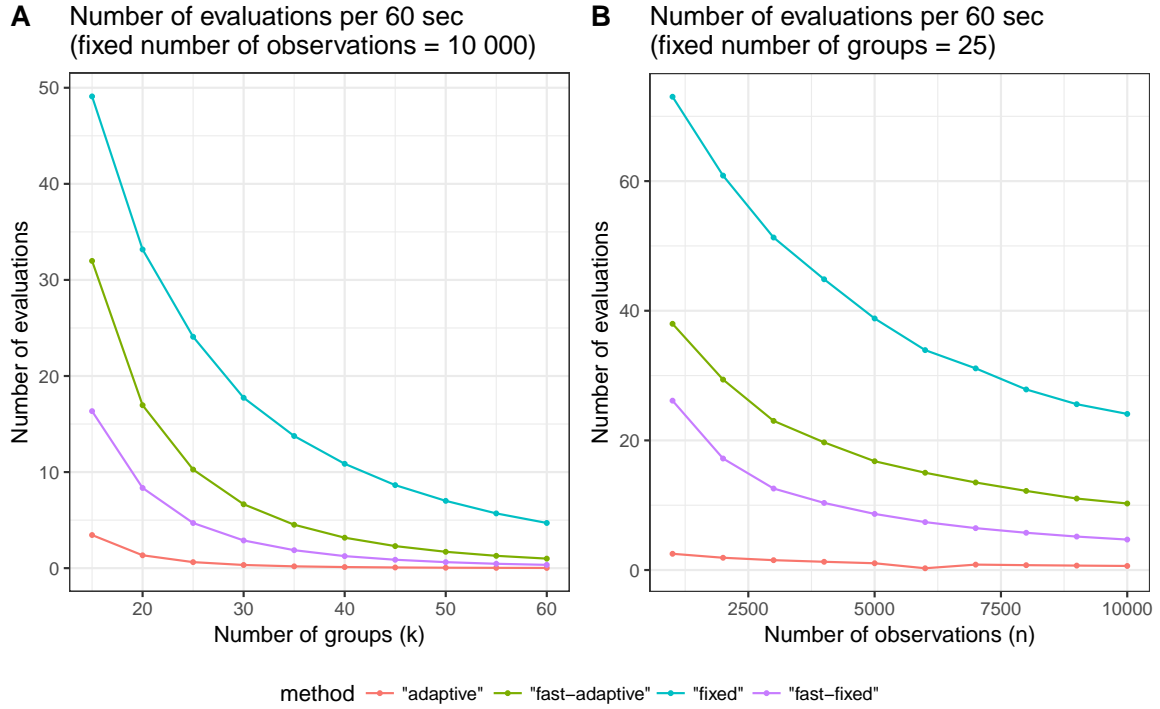 A
Number of evaluations per 60 sec
(fixed number of observations = 10 000)
Number of evaluations
50
40
30
20
10
0
20
30
40
50
60
Number of groups (k)
B
Number of evaluations per 60 sec
(fixed number of groups = 25)
Number of evaluations
60
40
20
0
2500
5000
7500
10000
Number of observations (n)
method "adaptive" "fast−adaptive" "fixed" "fast−fixed"